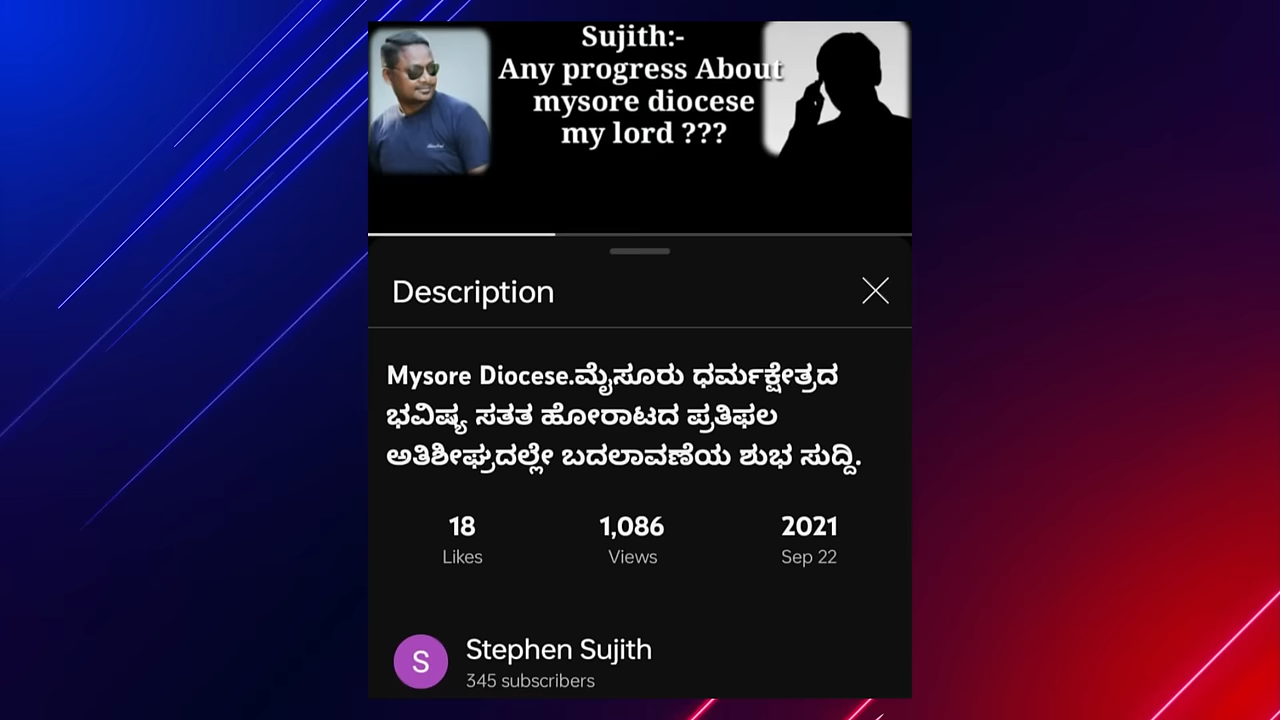 Sujith:-
Any progress About
mysore diocese
my lord ???
Description
Mysore Diocese.ಮೈಸೂರು ಧರ್ಮಕ್ಷೇತ್ರದ
ಭವಿಷ್ಯ ಸತತ ಹೋರಾಟದ ಪ್ರತಿಫಲ
ಅತಿಶೀಘ್ರದಲ್ಲೇ ಬದಲಾವಣೆಯ ಶುಭ ಸುದ್ದಿ.
18 1,086 2021
Likes Views Sep 22
S Stephen Sujith
345 subscribers